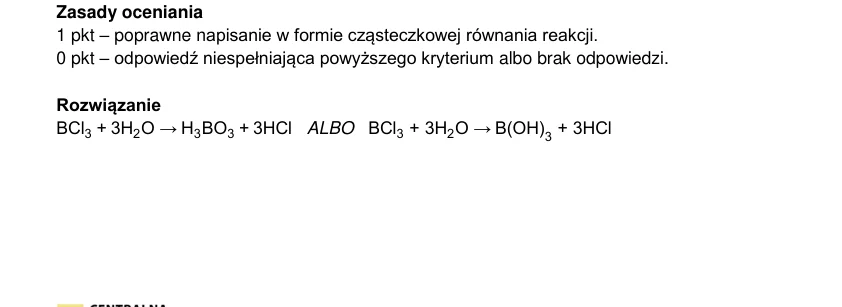 Zasady oceniania
1 pkt – poprawne napisanie w formie cząsteczkowej równania reakcji.
0 pkt – odpowiedź niespełniająca powyższego kryterium albo brak odpowiedzi.
Rozwiązanie
BCl₃ + 3H₂O → H₃BO₃ + 3HCl ALBO BCl₃ + 3H₂O → B(OH)₃ + 3HCl
CENTRALNA